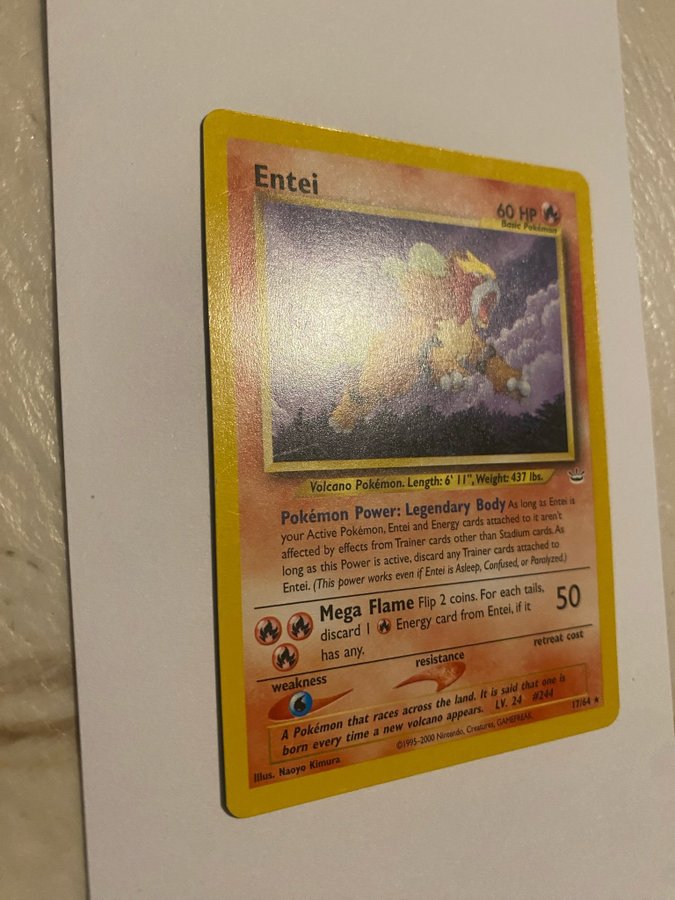 Entei
60 HP
Basic Pokémon
Volcano Pokémon. Length: 6' 11", Weight: 437 lbs.
Pokémon Power: Legendary Body As long as Entei is
your Active Pokémon, Entei and Energy cards attached to it aren't
affected by effects from Trainer cards other than Stadium cards. As
long as this Power is active, discard any Trainer cards attached to
Entei. (This power works even if Entei is Asleep, Confused, or Paralyzed.)
Mega Flame Flip 2 coins. For each tails, 50
discard 1 Energy card from Entei, if it
has any.
weakness resistance retreat cost
A Pokémon that races across the land. It is said that one is
born every time a new volcano appears. LV. 24 #244
Illus. Naoyo Kimura ©1995-2000 Nintendo, Creatures, GAMEFREAK 17/64 ★